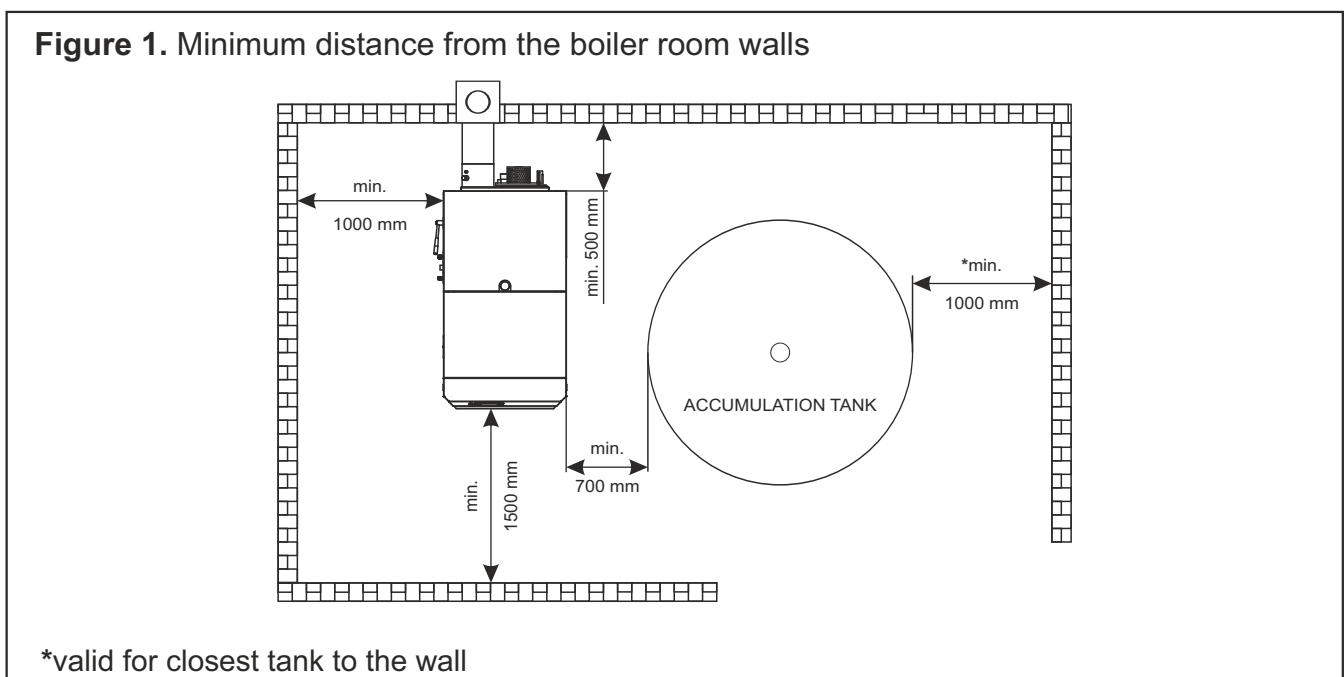 Figure 1. Minimum distance from the boiler room walls
min.
1000 mm
min. 500 mm
*min.
1000 mm
ACCUMULATION TANK
min.
700 mm
min.
1500 mm
*valid for closest tank to the wall